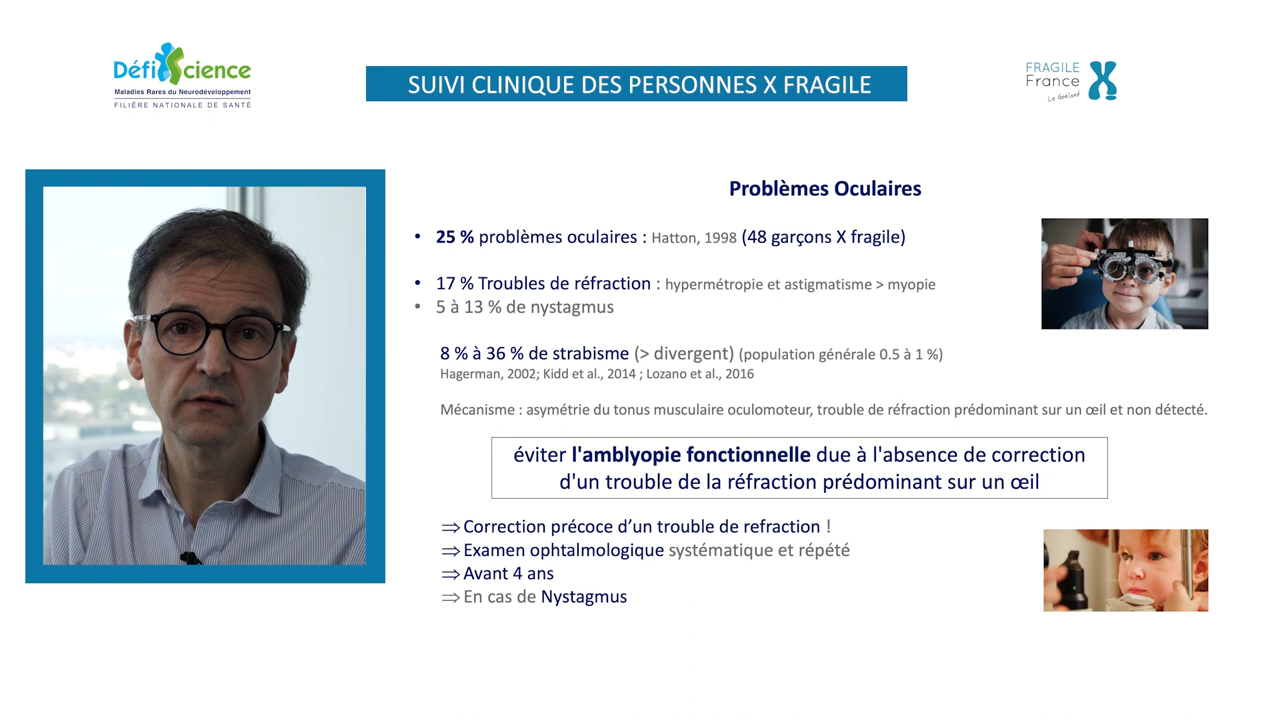 Défi Science
Maladies Rares du Neurodéveloppement
FILIÈRE NATIONALE DE SANTÉ
SUIVI CLINIQUE DES PERSONNES X FRAGILE
FRAGILE
France
Le Goéland
Problèmes Oculaires
• 25 % problèmes oculaires : Hatton, 1998 (48 garçons X fragile)
• 17 % Troubles de réfraction : hypermétropie et astigmatisme > myopie
• 5 à 13 % de nystagmus
8 % à 36 % de strabisme (> divergent) (population générale 0.5 à 1 %)
Hagerman, 2002; Kidd et al., 2014 ; Lozano et al., 2016
Mécanisme : asymétrie du tonus musculaire oculomoteur, trouble de réfraction prédominant sur un œil et non détecté.
éviter l'amblyopie fonctionnelle due à l'absence de correction
d'un trouble de la réfraction prédominant sur un œil
⇒ Correction précoce d’un trouble de refraction !
⇒ Examen ophtalmologique systématique et répété
⇒ Avant 4 ans
⇒ En cas de Nystagmus